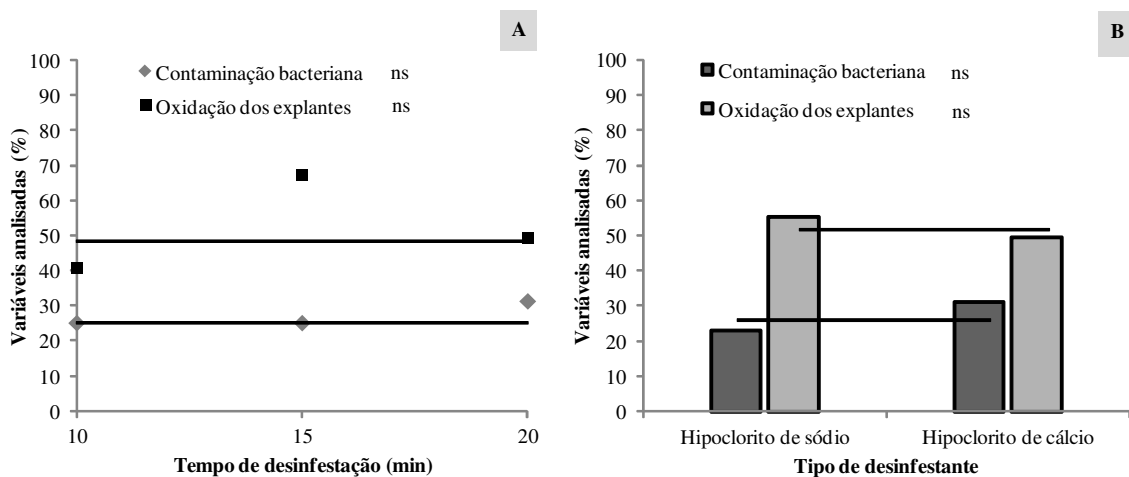 A
100
90
80
70
60
50
40
30
20
10
0
Variáveis analisadas (%)
Contaminação bacteriana ns
Oxidação dos explantes ns
10 15 20
Tempo de desinfestação (min)
B
100
90
80
70
60
50
40
30
20
10
0
Variáveis analisadas (%)
Contaminação bacteriana ns
Oxidação dos explantes ns
Hipoclorito de sódio Hipoclorito de cálcio
Tipo de desinfestante